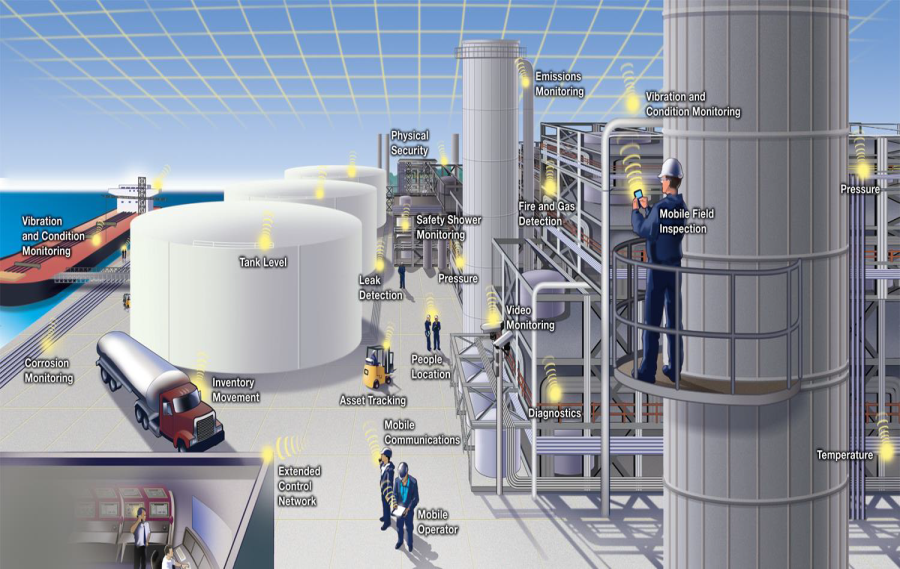 Emissions
Monitoring
Vibration and
Condition Monitoring
Physical
Security
Pressure
Fire and Gas
Detection
Mobile Field
Inspection
Vibration
and Condition
Monitoring
Safety Shower
Monitoring
Tank Level
Leak
Detection
Pressure
Video
Monitoring
Corrosion
Monitoring
People
Location
Inventory
Movement
Asset Tracking
Diagnostics
Mobile
Communications
Temperature
Extended
Control
Network
Mobile
Operator